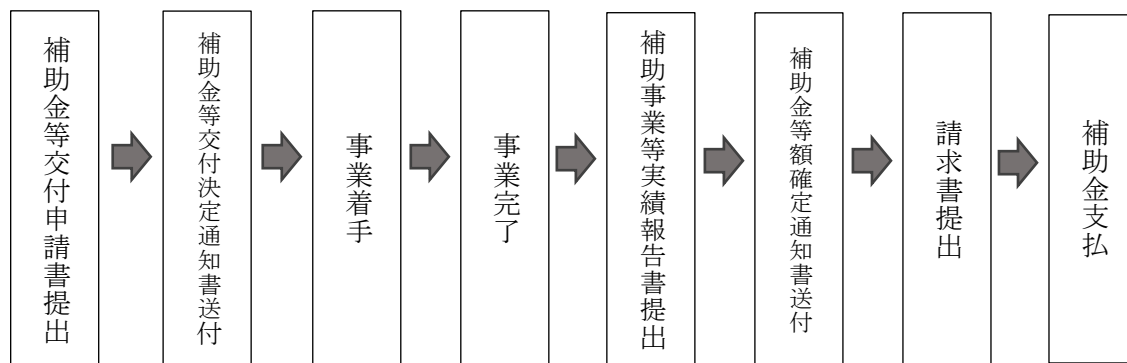 補助金等交付申請書提出
補助金等交付決定通知書送付
事業着手
事業完了
補助事業等実績報告書提出
補助金等額確定通知書送付
請求書提出
補助金支払